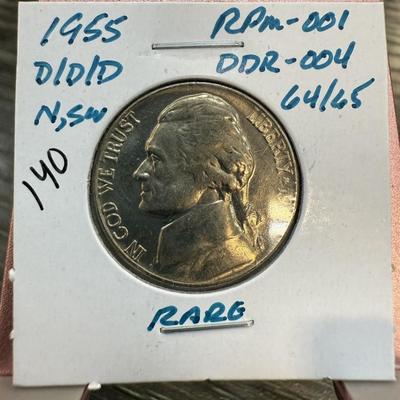 1955
D/D/D
N,SW
RPM-001
DDR-004
64/65
140
IN GOD WE TRUST
LIBERTY
RARE